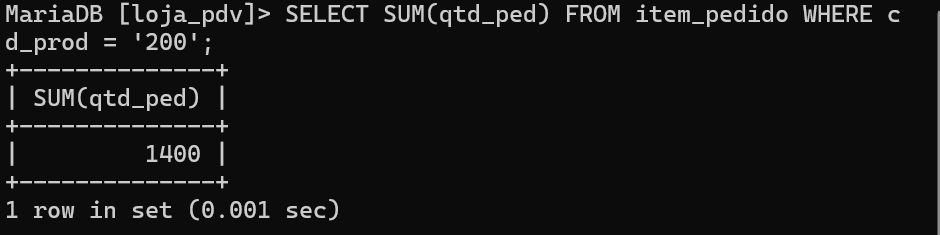 MariaDB [loja_pdv]> SELECT SUM(qtd_ped) FROM item_pedido WHERE c
d_prod = '200';
+--------------+
| SUM(qtd_ped) |
+--------------+
|         1400 |
+--------------+
1 row in set (0.001 sec)